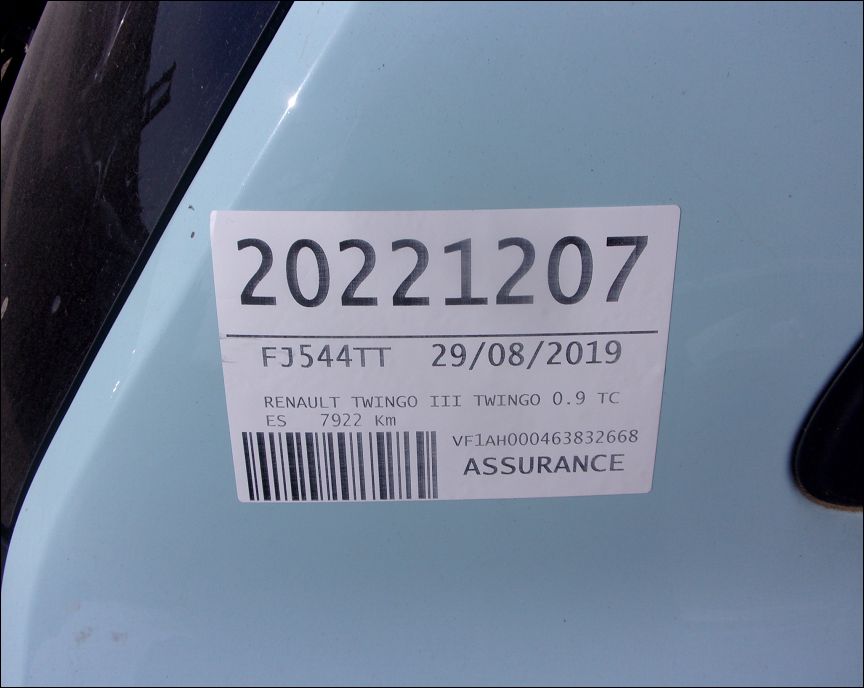 20221207
FJ544TT 29/08/2019
RENAULT TWINGO III TWINGO 0.9 TC
ES 7922 Km
VF1AH000463832668
ASSURANCE